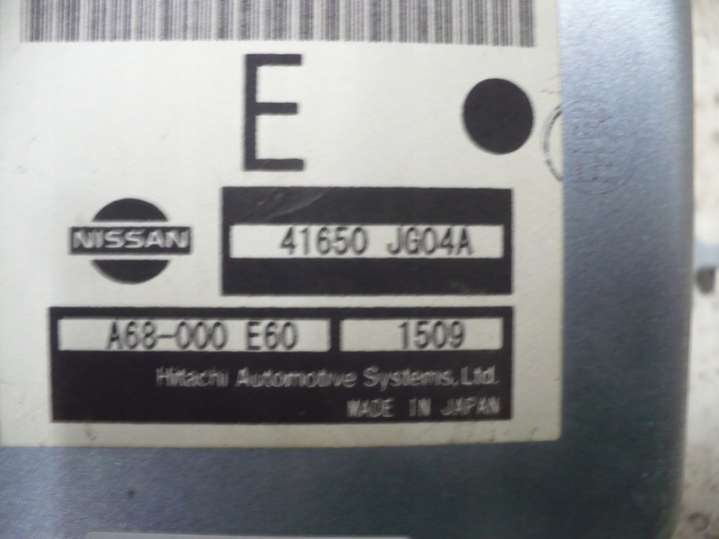 E
NISSAN
41650 JG04A
A68-000 E60 1509
Hitachi Automotive Systems, Ltd.
MADE IN JAPAN